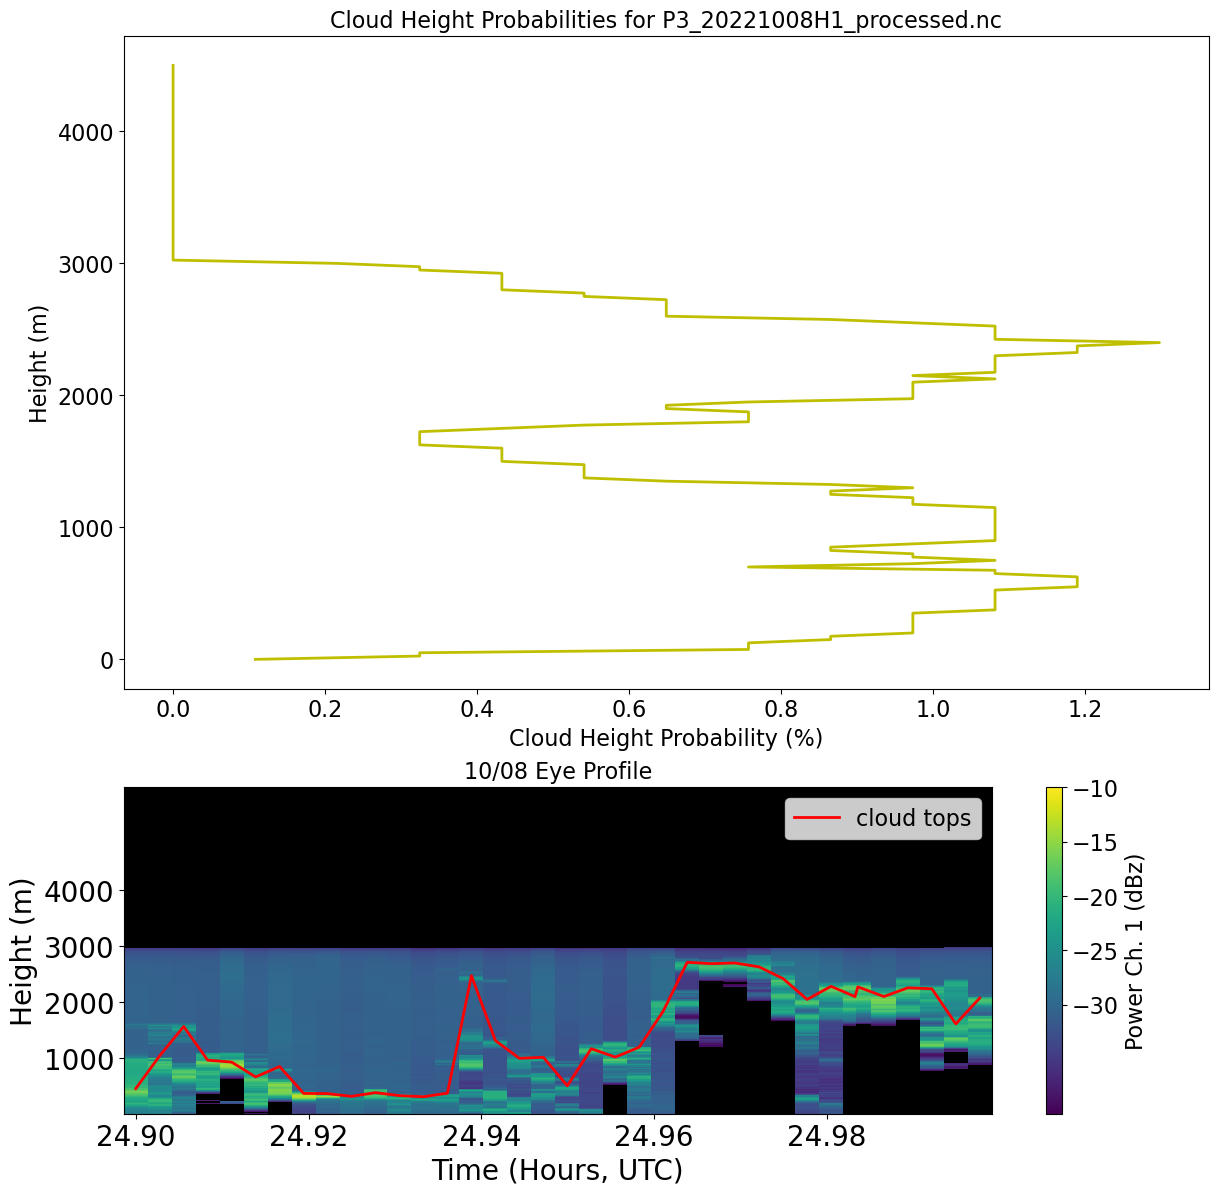 Cloud Height Probabilities for P3_20221008H1_processed.nc
4000
3000
2000
1000
0
Height (m)
0.0 0.2 0.4 0.6 0.8 1.0 1.2
Cloud Height Probability (%)
10/08 Eye Profile
cloud tops
4000
3000
2000
1000
Height (m)
24.90 24.92 24.94 24.96 24.98
Time (Hours, UTC)
−10
−15
−20
−25
−30
Power Ch. 1 (dBz)